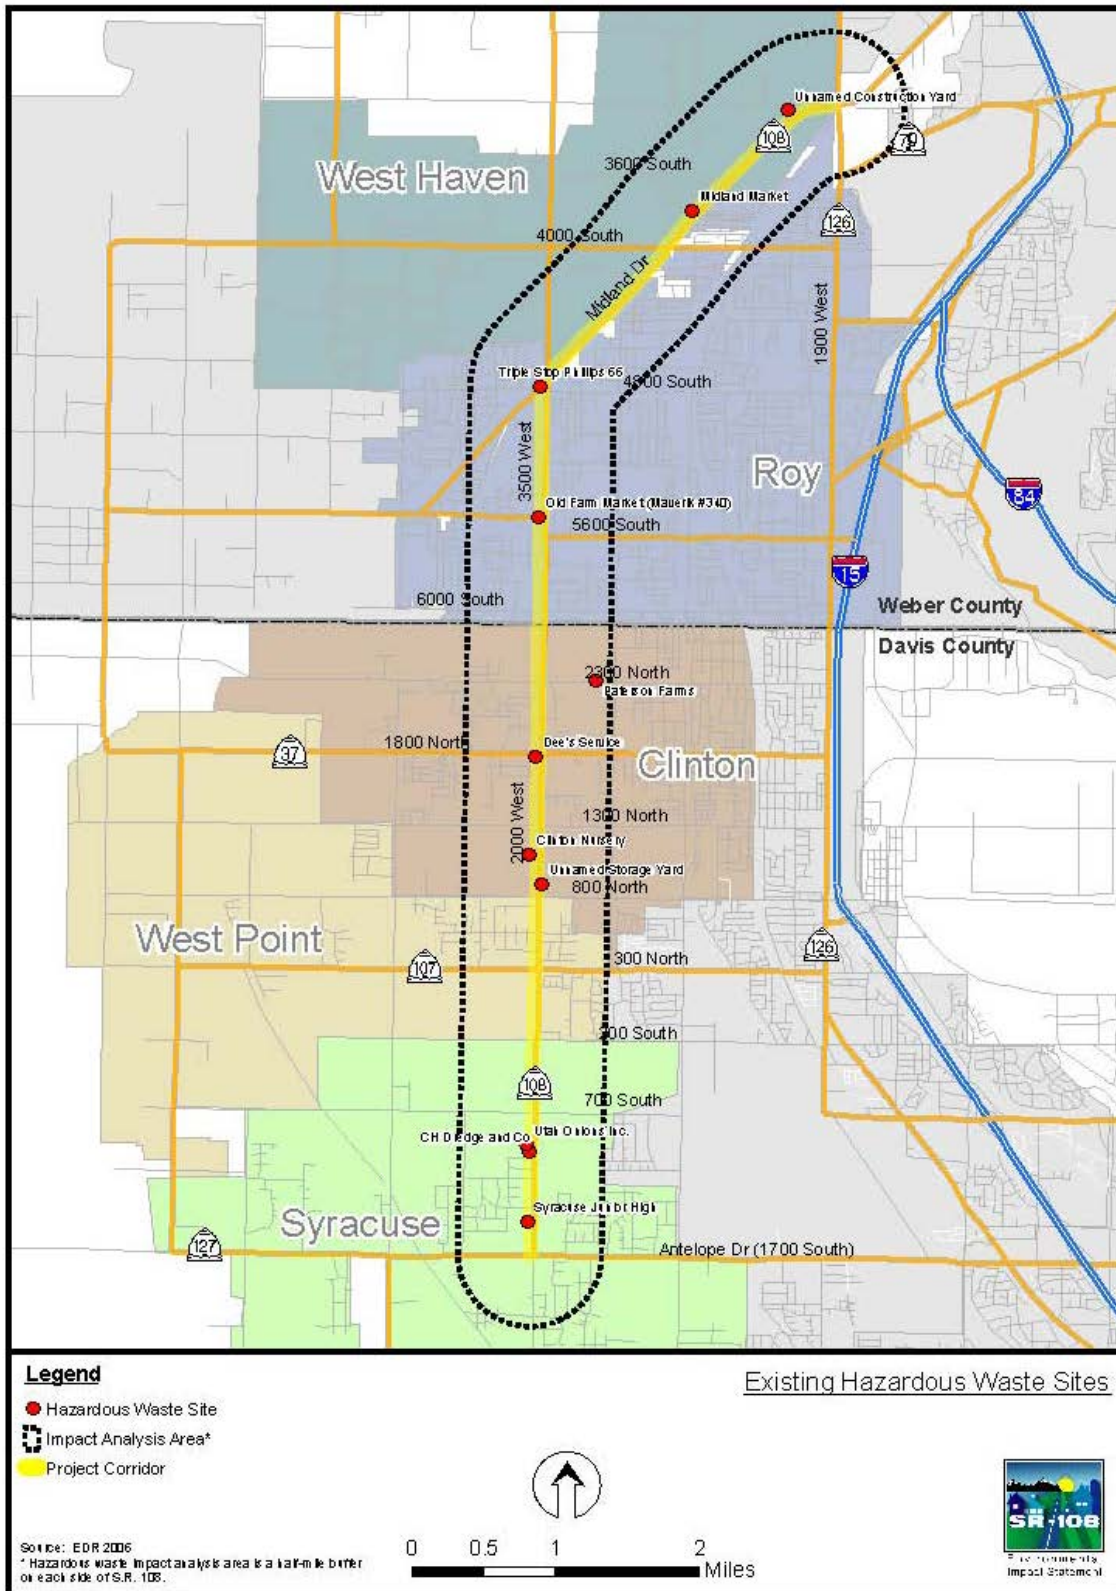 Unnamed Construction Yard
108
79
3600 South
West Haven
Midland Market
126
4000 South
Midland Dr
1900 West
Triple Stop Phillips 66
4800 South
3500 West
Roy
84
Old Farm Market (Maverik #340)
5600 South
15
6000 South
Weber County
Davis County
2300 North
Paterson Farms
1800 North
Dee's Service
37
Clinton
2000 West
1300 North
Clinton Nursery
Unnamed Storage Yard
800 North
West Point
126
107
300 North
200 South
108
700 South
Utah Onions Inc.
CH Dredge and Co
Syracuse Junior High
Syracuse
127
Antelope Dr (1700 South)
Legend
Existing Hazardous Waste Sites
Hazardous Waste Site
Impact Analysis Area*
Project Corridor
SR-108
Environmental
Impact Statement
Source: EDR 2006
* Hazardous waste impact analysis area is a half-mile buffer
on each side of S.R. 108.
0 0.5 1 2
Miles